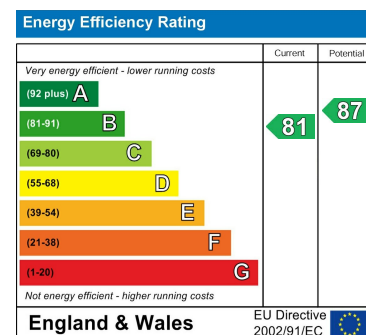 Energy Efficiency Rating
Current Potential
Very energy efficient - lower running costs
(92 plus) A
(81-91) B
81 87
(69-80) C
(55-68) D
(39-54) E
(21-38) F
(1-20) G
Not energy efficient - higher running costs
England & Wales
EU Directive
2002/91/EC